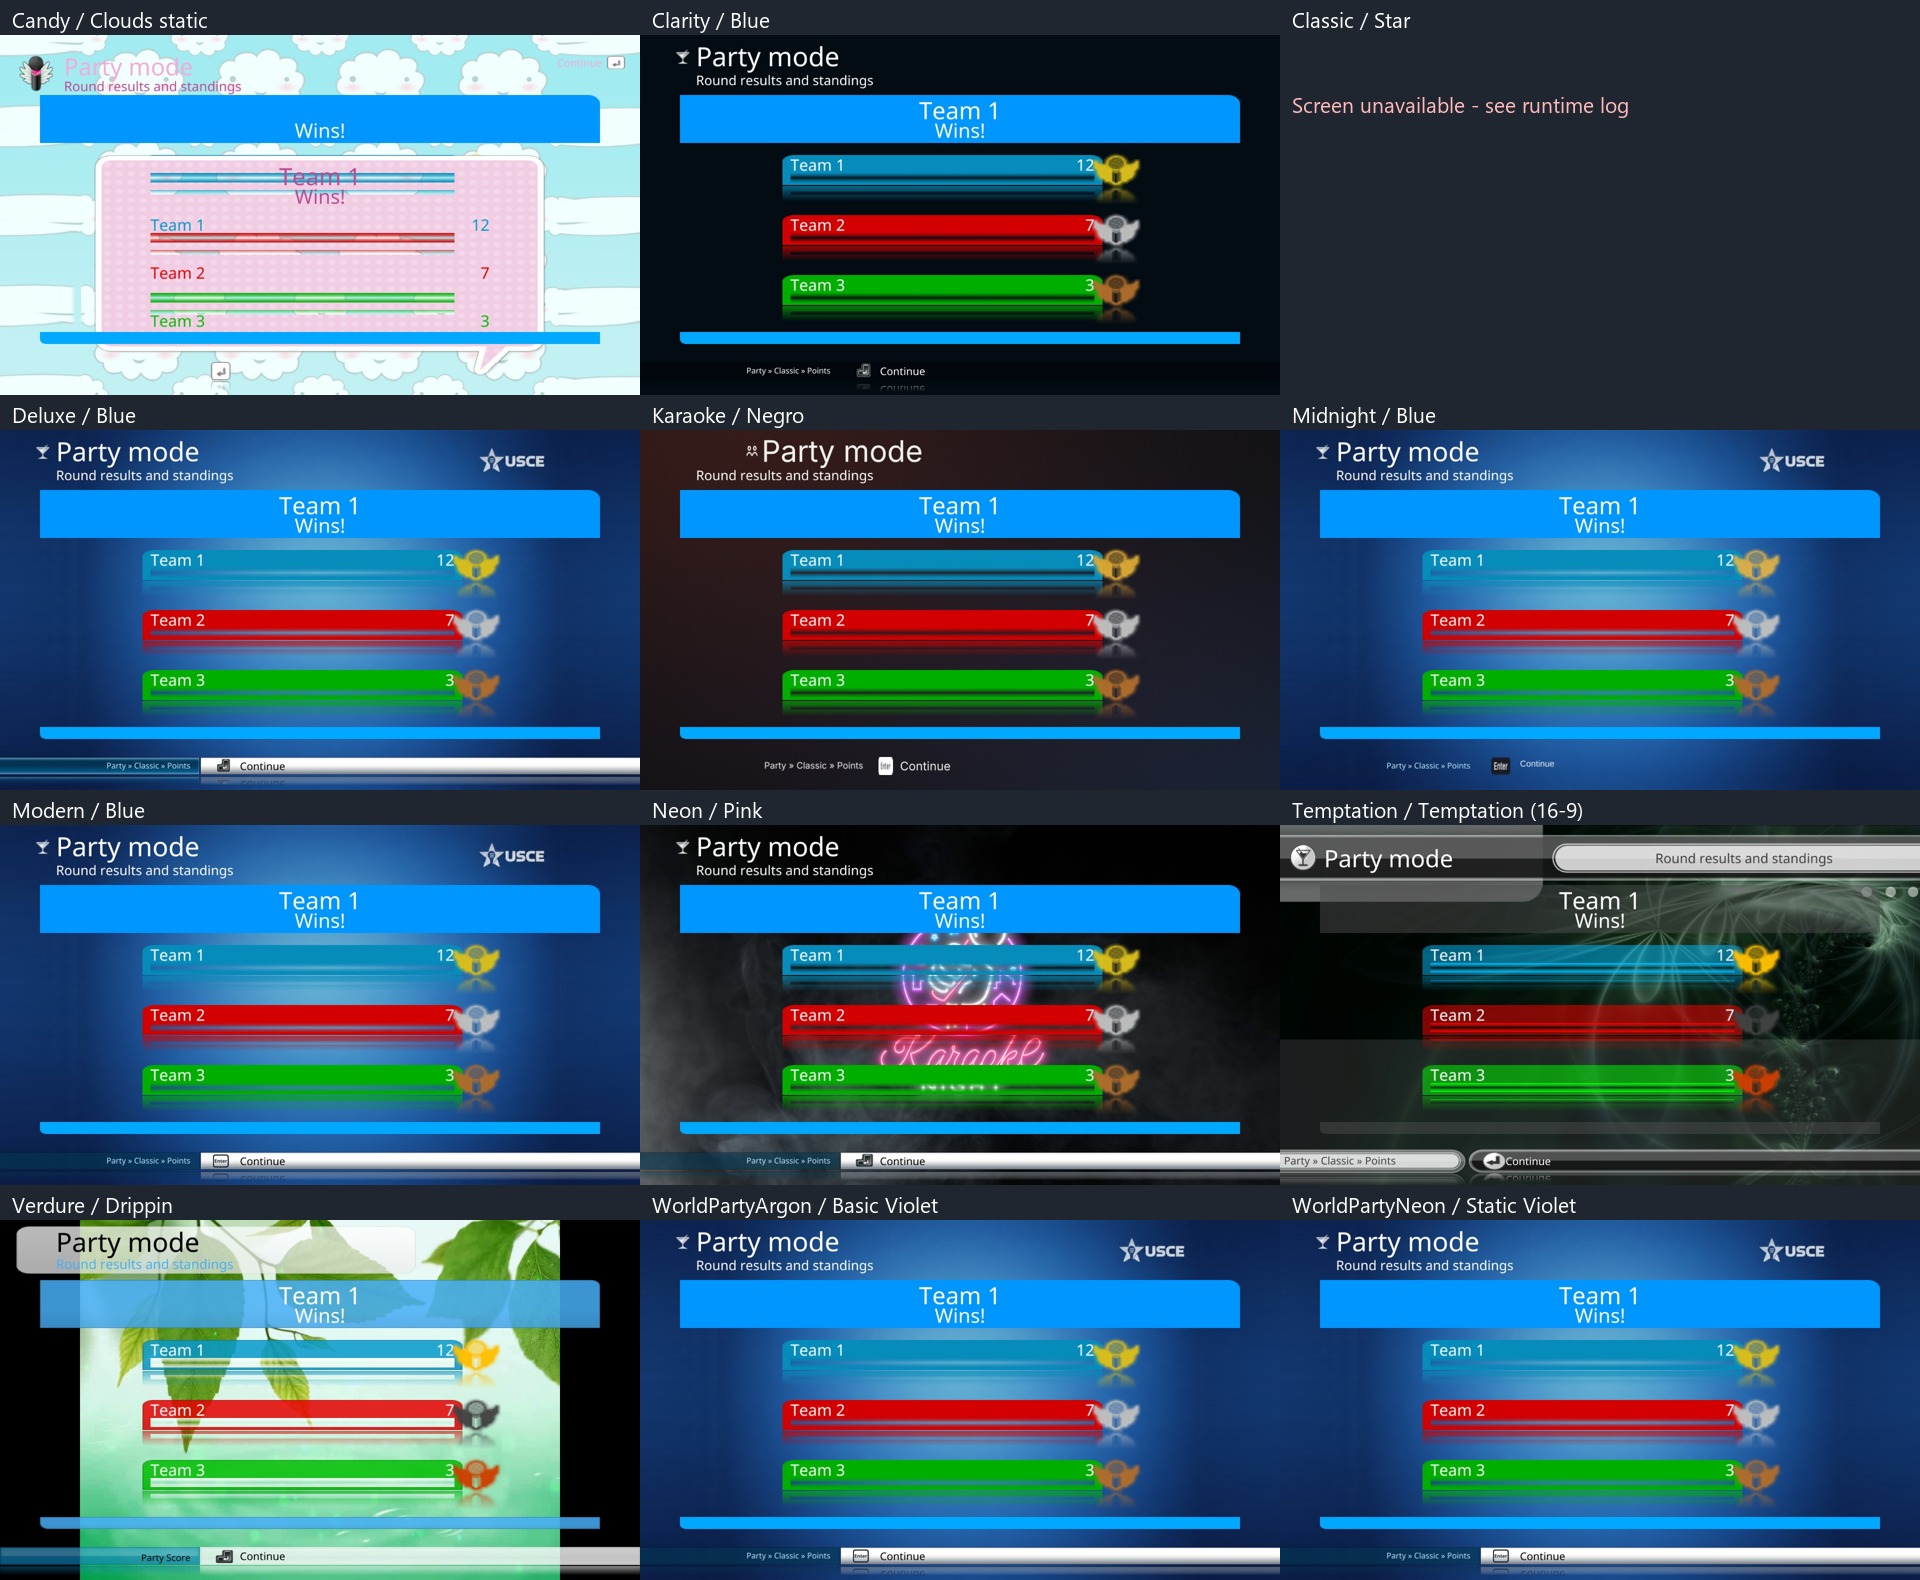 Candy / Clouds static
Party mode
Round results and standings
Continue
Wins!
Team 1
Wins!
Team 1 12
Team 2 7
Team 3 3
Clarity / Blue
Party mode
Round results and standings
Team 1
Wins!
Team 1 12
Team 2 7
Team 3 3
Party » Classic » Points
Continue
Classic / Star
Screen unavailable - see runtime log
Deluxe / Blue
Party mode
Round results and standings
USCE
Team 1
Wins!
Team 1 12
Team 2 7
Team 3 3
Party » Classic » Points
Continue
Karaoke / Negro
Party mode
Round results and standings
Team 1
Wins!
Team 1 12
Team 2 7
Team 3 3
Party » Classic » Points
Enter
Continue
Midnight / Blue
Party mode
Round results and standings
USCE
Team 1
Wins!
Team 1 12
Team 2 7
Team 3 3
Party » Classic » Points
Enter
Continue
Modern / Blue
Party mode
Round results and standings
USCE
Team 1
Wins!
Team 1 12
Team 2 7
Team 3 3
Party » Classic » Points
Enter
Continue
Neon / Pink
Party mode
Round results and standings
Team 1
Wins!
Team 1 12
Team 2 7
Karaoke
Team 3 3
Party » Classic » Points
Continue
Temptation / Temptation (16-9)
Party mode
Round results and standings
Team 1
Wins!
Team 1 12
Team 2 7
Team 3 3
Party » Classic » Points
Continue
Verdure / Drippin
Party mode
Round results and standings
Team 1
Wins!
Team 1 12
Team 2 7
Team 3 3
Party Score
Continue
WorldPartyArgon / Basic Violet
Party mode
Round results and standings
USCE
Team 1
Wins!
Team 1 12
Team 2 7
Team 3 3
Party » Classic » Points
Enter
Continue
WorldPartyNeon / Static Violet
Party mode
Round results and standings
USCE
Team 1
Wins!
Team 1 12
Team 2 7
Team 3 3
Party » Classic » Points
Enter
Continue